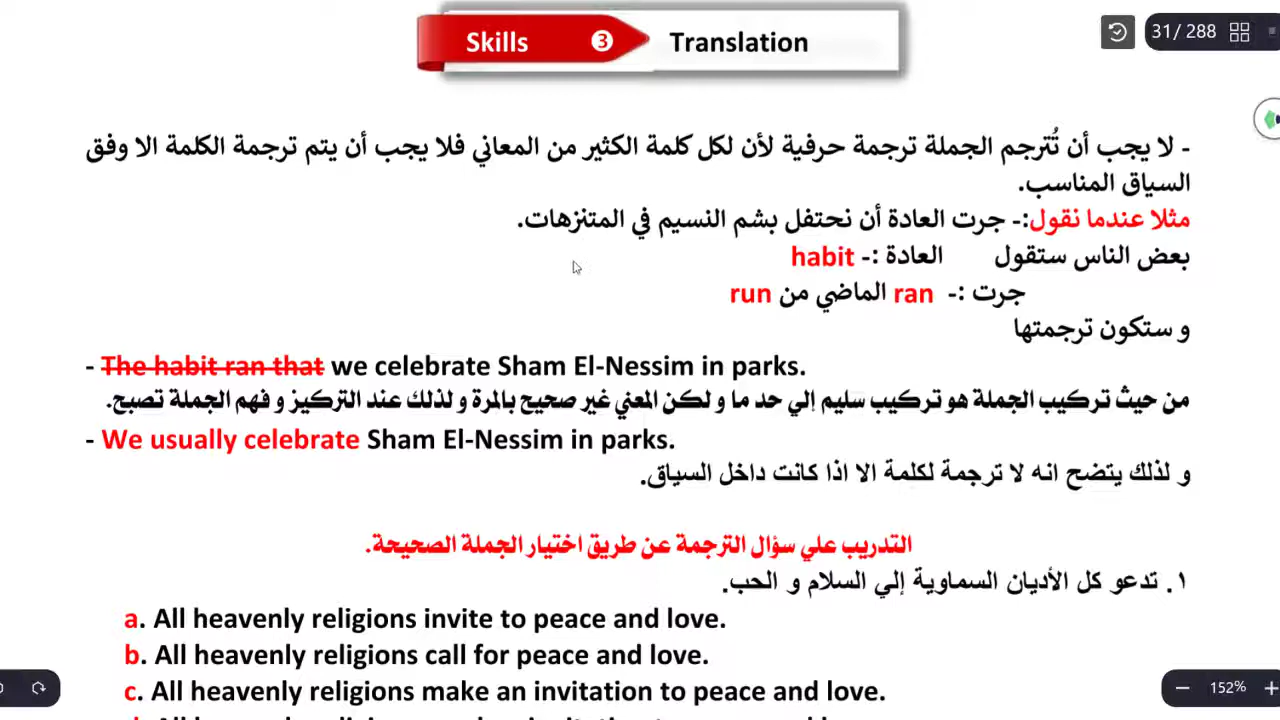 Skills ❸ Translation
31/ 288
- لا يجب أن تُترجم الجملة ترجمة حرفية لأن لكل كلمة الكثير من المعاني فلا يجب أن يتم ترجمة الكلمة الا وفق
السياق المناسب.
مثلا عندما نقول:- جرت العادة أن نحتفل بشم النسيم في المتنزهات.
بعض الناس ستقول العادة :- habit
جرت :- ran الماضي من run
و ستكون ترجمتها
- The habit ran that we celebrate Sham El-Nessim in parks.
من حيث تركيب الجملة هو تركيب سليم إلي حد ما و لكن المعني غير صحيح بالمرة و لذلك عند التركيز و فهم الجملة تصبح.
- We usually celebrate Sham El-Nessim in parks.
و لذلك يتضح انه لا ترجمة لكلمة الا اذا كانت داخل السياق.
التدريب علي سؤال الترجمة عن طريق اختيار الجملة الصحيحة.
١. تدعو كل الأديان السماوية إلي السلام و الحب.
a. All heavenly religions invite to peace and love.
b. All heavenly religions call for peace and love.
c. All heavenly religions make an invitation to peace and love.
152%